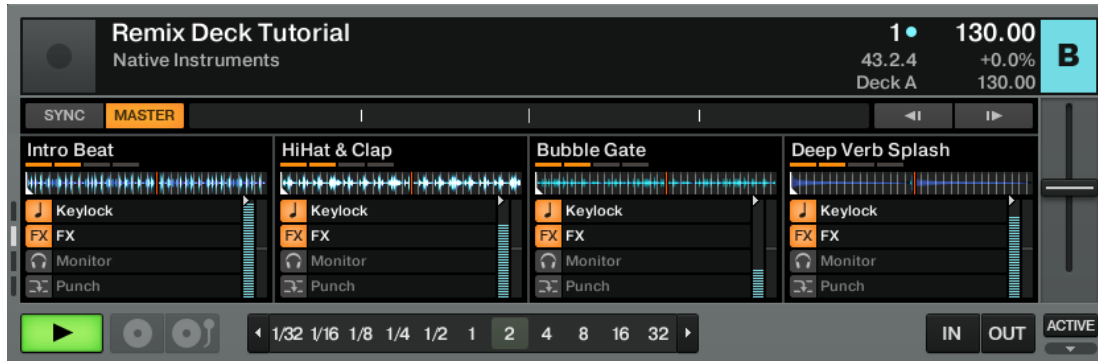 Remix Deck Tutorial 1 130.00 B
Native Instruments 43.2.4 +0.0%
Deck A 130.00
SYNC MASTER
Intro Beat HiHat & Clap Bubble Gate Deep Verb Splash
Keylock Keylock Keylock Keylock
FX FX FX FX FX FX FX FX
Monitor Monitor Monitor Monitor
Punch Punch Punch Punch
1/32 1/16 1/8 1/4 1/2 1 2 4 8 16 32 IN OUT ACTIVE